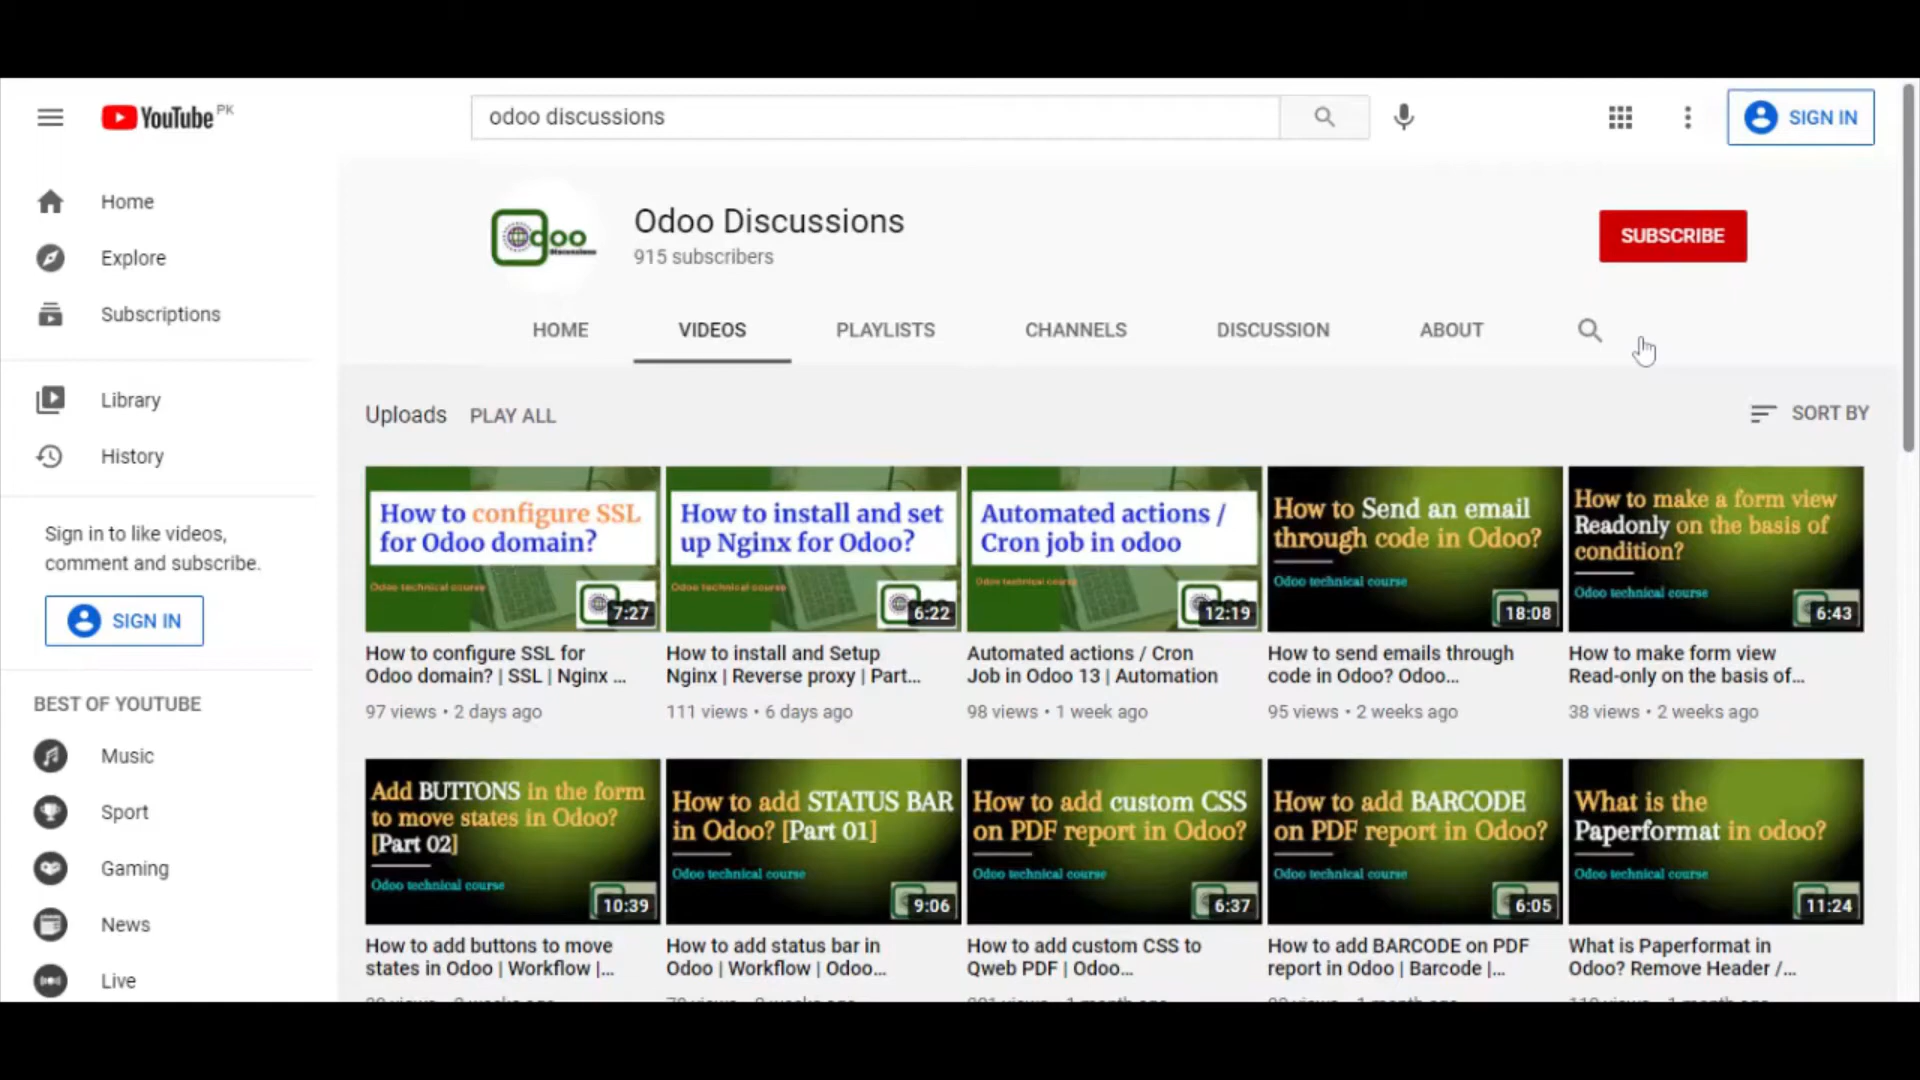 YouTube PK
odoo discussions
SIGN IN
Home
Explore
Subscriptions
Library
History
Sign in to like videos,
comment and subscribe.
SIGN IN
BEST OF YOUTUBE
Music
Sport
Gaming
News
Live
Odoo
Discussions
Odoo Discussions
915 subscribers
SUBSCRIBE
HOME
VIDEOS
PLAYLISTS
CHANNELS
DISCUSSION
ABOUT
Uploads
PLAY ALL
SORT BY
How to configure SSL
for Odoo domain?
Odoo technical course
7:27
How to configure SSL for
Odoo domain? | SSL | Nginx ...
97 views • 2 days ago
How to install and set
up Nginx for Odoo?
Odoo technical course
6:22
How to install and Setup
Nginx | Reverse proxy | Part...
111 views • 6 days ago
Automated actions /
Cron job in odoo
Odoo technical course
12:19
Automated actions / Cron
Job in Odoo 13 | Automation
98 views • 1 week ago
How to Send an email
through code in Odoo?
Odoo technical course
18:08
How to send emails through
code in Odoo? Odoo...
95 views • 2 weeks ago
How to make a form view
Readonly on the basis of
condition?
Odoo technical course
6:43
How to make form view
Read-only on the basis of...
38 views • 2 weeks ago
Add BUTTONS in the form
to move states in Odoo?
[Part 02]
Odoo technical course
10:39
How to add buttons to move
states in Odoo | Workflow |...
How to add STATUS BAR
in Odoo? [Part 01]
Odoo technical course
9:06
How to add status bar in
Odoo | Workflow | Odoo...
How to add custom CSS
on PDF report in Odoo?
Odoo technical course
6:37
How to add custom CSS to
Qweb PDF | Odoo...
How to add BARCODE
on PDF report in Odoo?
Odoo technical course
6:05
How to add BARCODE on PDF
report in Odoo | Barcode |...
What is the
Paperformat in odoo?
Odoo technical course
11:24
What is Paperformat in
Odoo? Remove Header /...